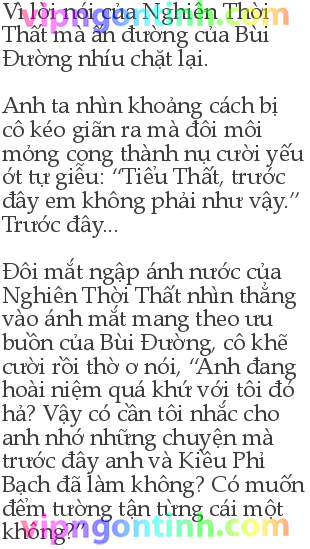 Vì lời nói của Nghiên Thời
Thất mà ấn đường của Bùi
Đường nhíu chặt lại.
Anh ta nhìn khoảng cách bị
cô kéo giãn ra mà đôi môi
mỏng cong thành nụ cười yếu
ớt tự giễu: “Tiểu Thất, trước
đây em không phải như vậy.”
Trước đây...
Đôi mắt ngập ánh nước của
Nghiên Thời Thất nhìn thẳng
vào ánh mắt mang theo ưu
buồn của Bùi Đường, cô khẽ
cười rồi thờ ơ nói, “Anh đang
hoài niệm quá khứ với tôi đó
hả? Vậy có cần tôi nhắc cho
anh nhớ những chuyện mà
trước đây anh và Kiều Phỉ
Bạch đã làm không? Có muốn
đểm tường tận từng cái một
không?”
vipngontinh.com
vipngontinh.com